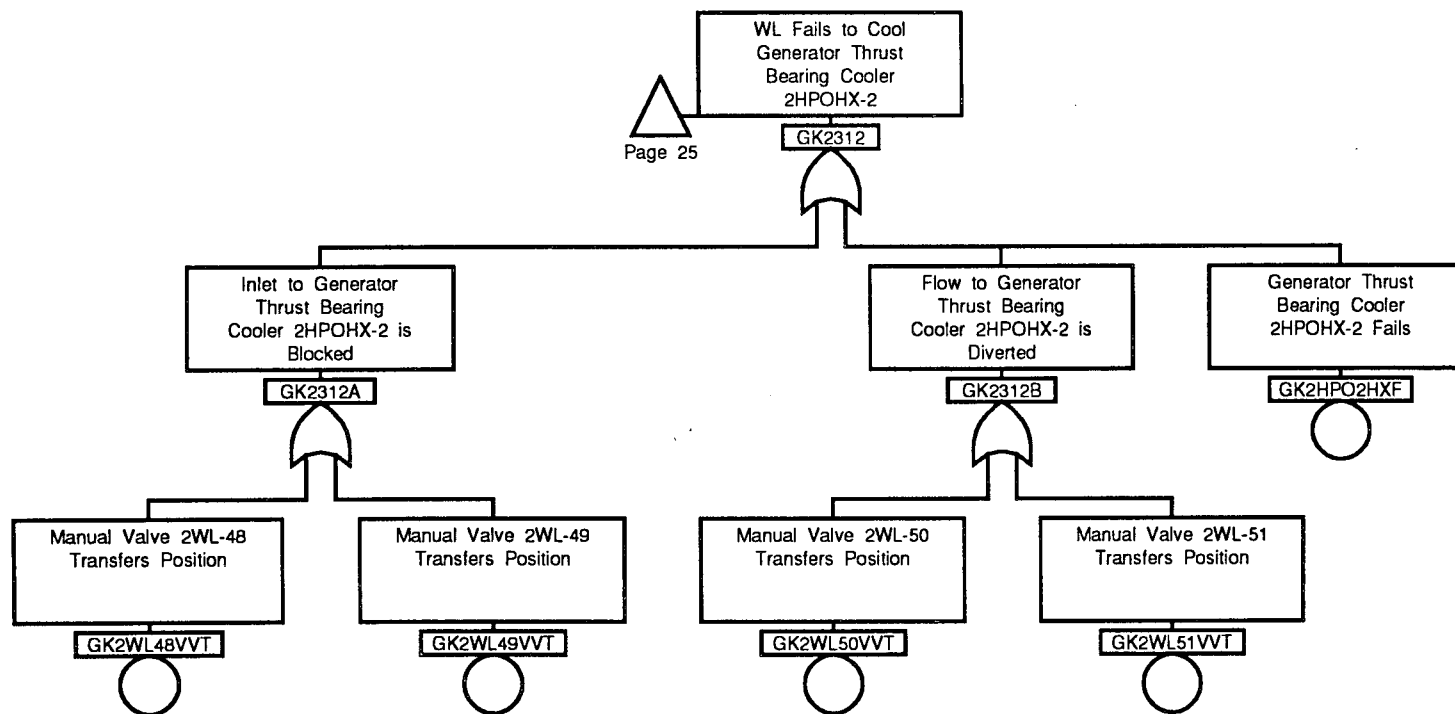 WL Fails to Cool
Generator Thrust
Bearing Cooler
2HPOHX-2
Page 25
GK2312
Inlet to Generator
Thrust Bearing
Cooler 2HPOHX-2 is
Blocked
GK2312A
Flow to Generator
Thrust Bearing
Cooler 2HPOHX-2 is
Diverted
GK2312B
Generator Thrust
Bearing Cooler
2HPOHX-2 Fails
GK2HPO2HXF
Manual Valve 2WL-48
Transfers Position
GK2WL48VVT
Manual Valve 2WL-49
Transfers Position
GK2WL49VVT
Manual Valve 2WL-50
Transfers Position
GK2WL50VVT
Manual Valve 2WL-51
Transfers Position
GK2WL51VVT